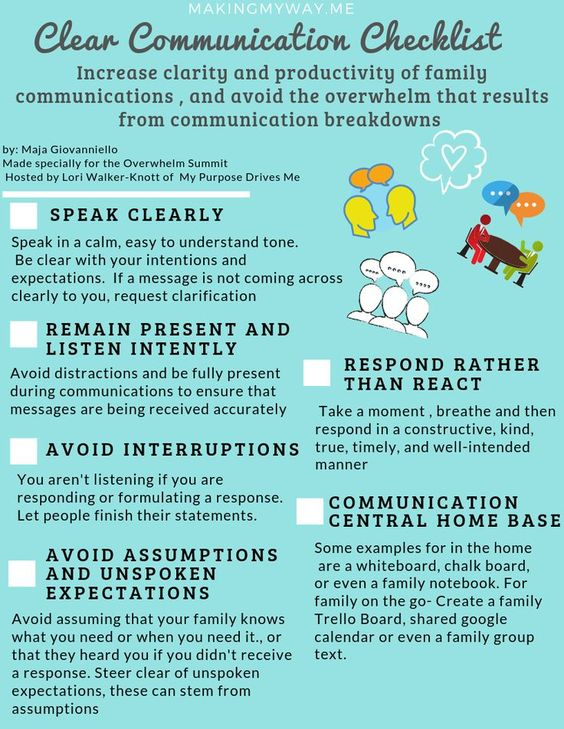 MAKINGMYWAY.ME
Clear Communication Checklist
Increase clarity and productivity of family
communications , and avoid the overwhelm that results
from communication breakdowns
by: Maja Giovanniello
Made specially for the Overwhelm Summit
Hosted by Lori Walker-Knott of My Purpose Drives Me
SPEAK CLEARLY
Speak in a calm, easy to understand tone.
Be clear with your intentions and
expectations. If a message is not coming across
clearly to you, request clarification
REMAIN PRESENT AND
LISTEN INTENTLY
Avoid distractions and be fully present
during communications to ensure that
messages are being received accurately
AVOID INTERRUPTIONS
You aren't listening if you are
responding or formulating a response.
Let people finish their statements.
AVOID ASSUMPTIONS
AND UNSPOKEN
EXPECTATIONS
Avoid assuming that your family knows
what you need or when you need it., or
that they heard you if you didn't receive
a response. Steer clear of unspoken
expectations, these can stem from
assumptions
RESPOND RATHER
THAN REACT
Take a moment , breathe and then
respond in a constructive, kind,
true, timely, and well-intended
manner
COMMUNICATION
CENTRAL HOME BASE
Some examples for in the home
are a whiteboard, chalk board,
or even a family notebook. For
family on the go- Create a family
Trello Board, shared google
calendar or even a family group
text.